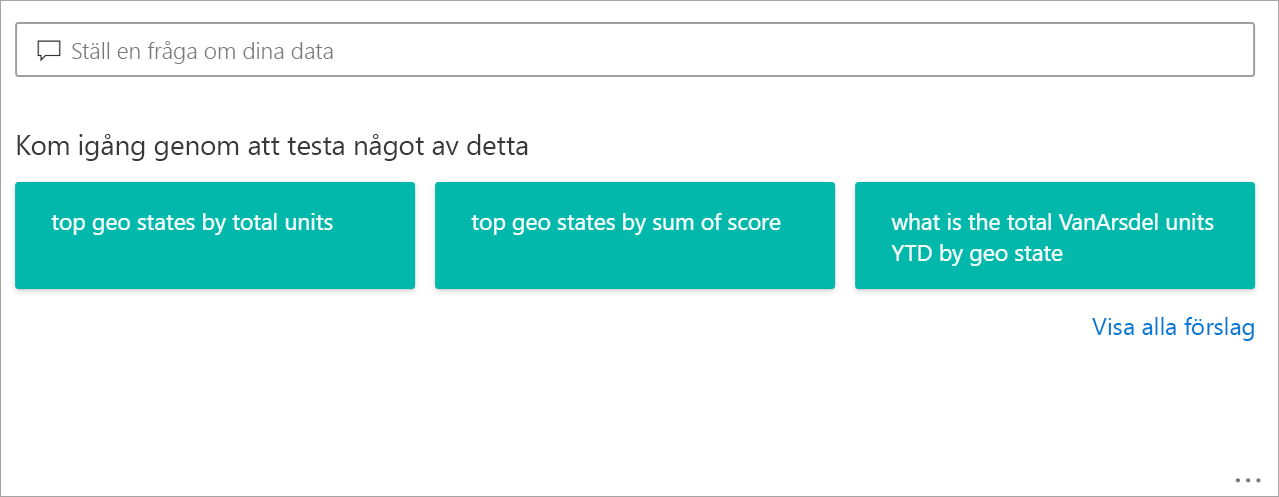 Ställ en fråga om dina data
Kom igång genom att testa något av detta
top geo states by total units
top geo states by sum of score
what is the total VanArsdel units
YTD by geo state
Visa alla förslag